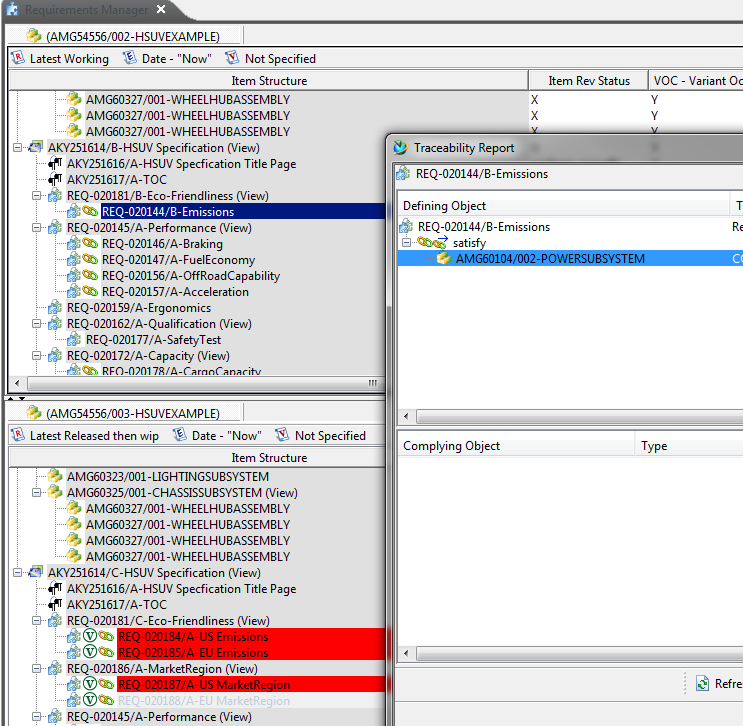 Requirements Manager
(AMG54556/002-HSUVEXAMPLE)
Latest Working Date - "Now" Not Specified
Item Structure Item Rev Status VOC - Variant Oc
AMG60327/001-WHEELHUBASSEMBLY X Y
AMG60327/001-WHEELHUBASSEMBLY X Y
AMG60327/001-WHEELHUBASSEMBLY X Y
AKY251614/B-HSUV Specification (View)
AKY251616/A-HSUV Specfication Title Page
AKY251617/A-TOC
REQ-020181/B-Eco-Friendliness (View)
REQ-020144/B-Emissions
REQ-020145/A-Performance (View)
REQ-020146/A-Braking
REQ-020147/A-FuelEconomy
REQ-020156/A-OffRoadCapability
REQ-020157/A-Acceleration
REQ-020159/A-Ergonomics
REQ-020162/A-Qualification (View)
REQ-020177/A-SafetyTest
REQ-020172/A-Capacity (View)
REQ-020178/A-CargoCapacity
(AMG54556/003-HSUVEXAMPLE)
Latest Released then wip Date - "Now" Not Specified
Item Structure
AMG60323/001-LIGHTINGSUBSYSTEM
AMG60325/001-CHASSISSUBSYSTEM (View)
AMG60327/001-WHEELHUBASSEMBLY
AMG60327/001-WHEELHUBASSEMBLY
AMG60327/001-WHEELHUBASSEMBLY
AMG60327/001-WHEELHUBASSEMBLY
AKY251614/C-HSUV Specification (View)
AKY251616/A-HSUV Specfication Title Page
AKY251617/A-TOC
REQ-020181/C-Eco-Friendliness (View)
REQ-020184/A-US Emissions
REQ-020185/A-EU Emissions
REQ-020186/A-MarketRegion (View)
REQ-020187/A-US MarketRegion
REQ-020188/A-EU MarketRegion
REQ-020145/A-Performance (View)
Traceability Report
REQ-020144/B-Emissions
Defining Object T
REQ-020144/B-Emissions Re
satisfy
AMG60104/002-POWERSUBSYSTEM CO
Complying Object Type
Refre